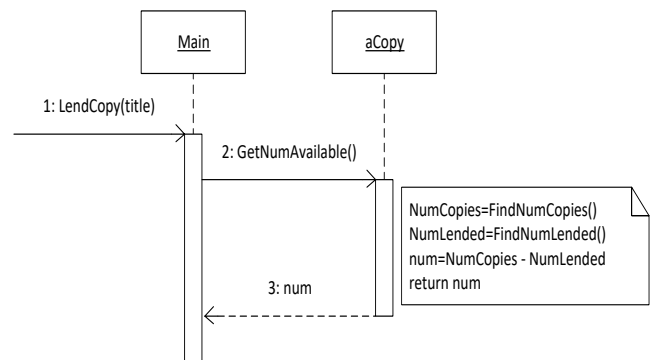 Main
aCopy
1: LendCopy(title)
2: GetNumAvailable()
NumCopies=FindNumCopies()
NumLended=FindNumLended()
num=NumCopies - NumLended
return num
3: num